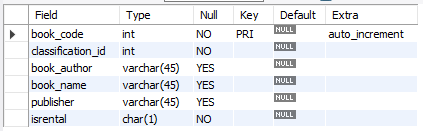 Field Type Null Key Default Extra
book_code int NO PRI NULL auto_increment
classification_id int NO NULL
book_author varchar(45) YES NULL
book_name varchar(45) YES NULL
publisher varchar(45) YES NULL
isrental char(1) NO NULL